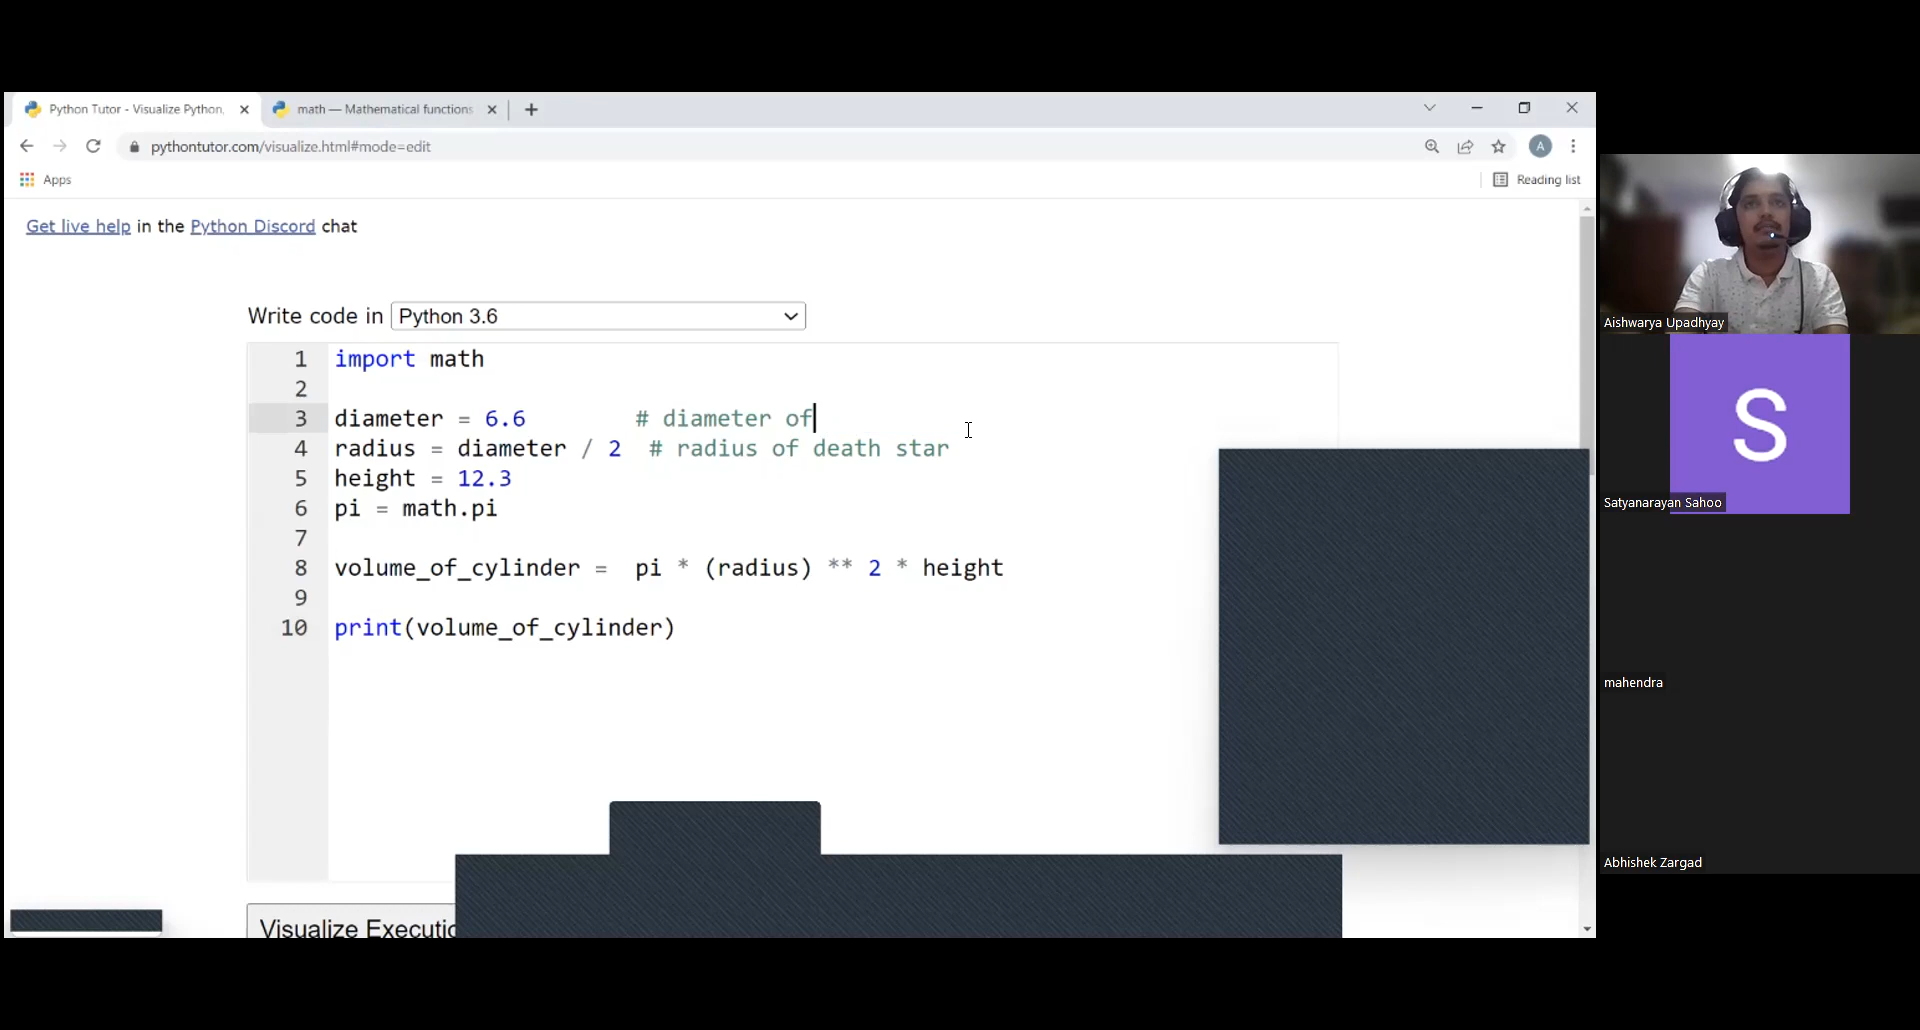 Python Tutor - Visualize Python,
math — Mathematical functions
pythontutor.com/visualize.html#mode=edit
A
Apps
Reading list
Get live help in the Python Discord chat
Write code in Python 3.6
1 import math
2
3 diameter = 6.6 # diameter of
4 radius = diameter / 2 # radius of death star
5 height = 12.3
6 pi = math.pi
7
8 volume_of_cylinder = pi * (radius) ** 2 * height
9
10 print(volume_of_cylinder)
Visualize Executio
Aishwarya Upadhyay
S
Satyanarayan Sahoo
mahendra
Abhishek Zargad